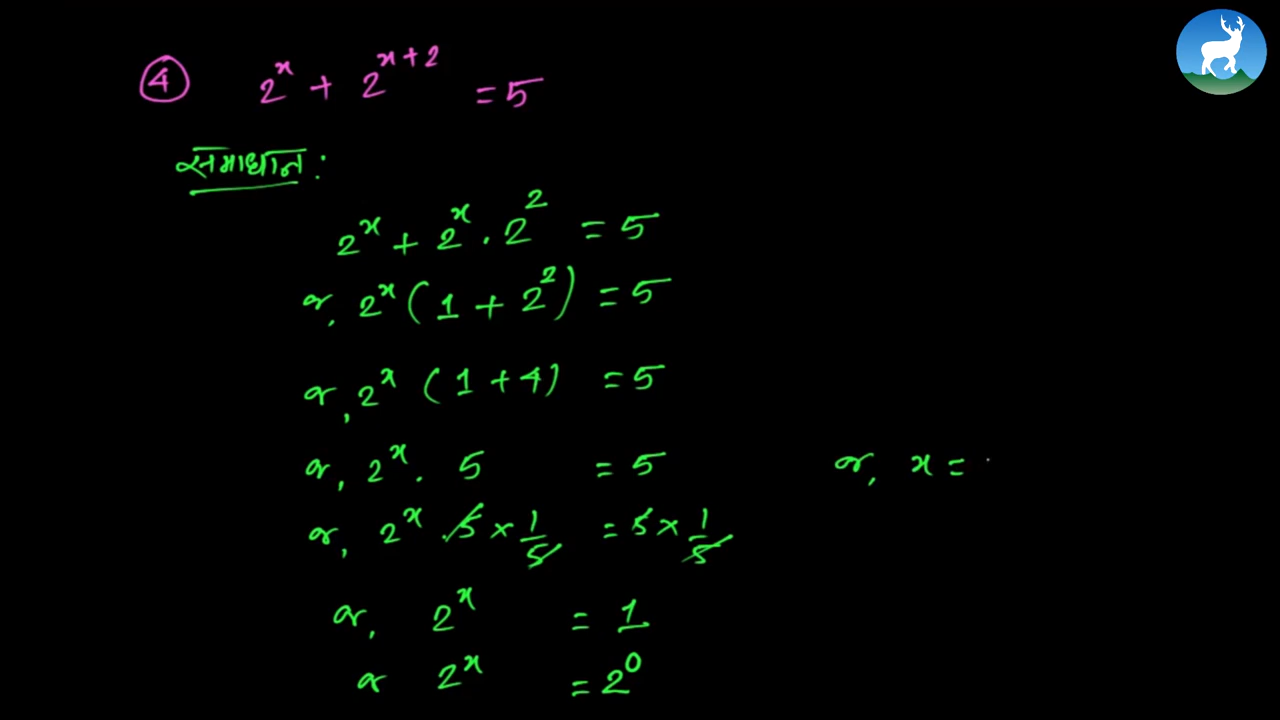 ④ 2^x + 2^(x+2) = 5
समाधान:
2^x + 2^x . 2^2 = 5
or, 2^x (1 + 2^2) = 5
or, 2^x (1 + 4) = 5
or, 2^x . 5 = 5
or, 2^x . 5 × 1/5 = 5 × 1/5
or, 2^x = 1
or 2^x = 2^0
or, x =